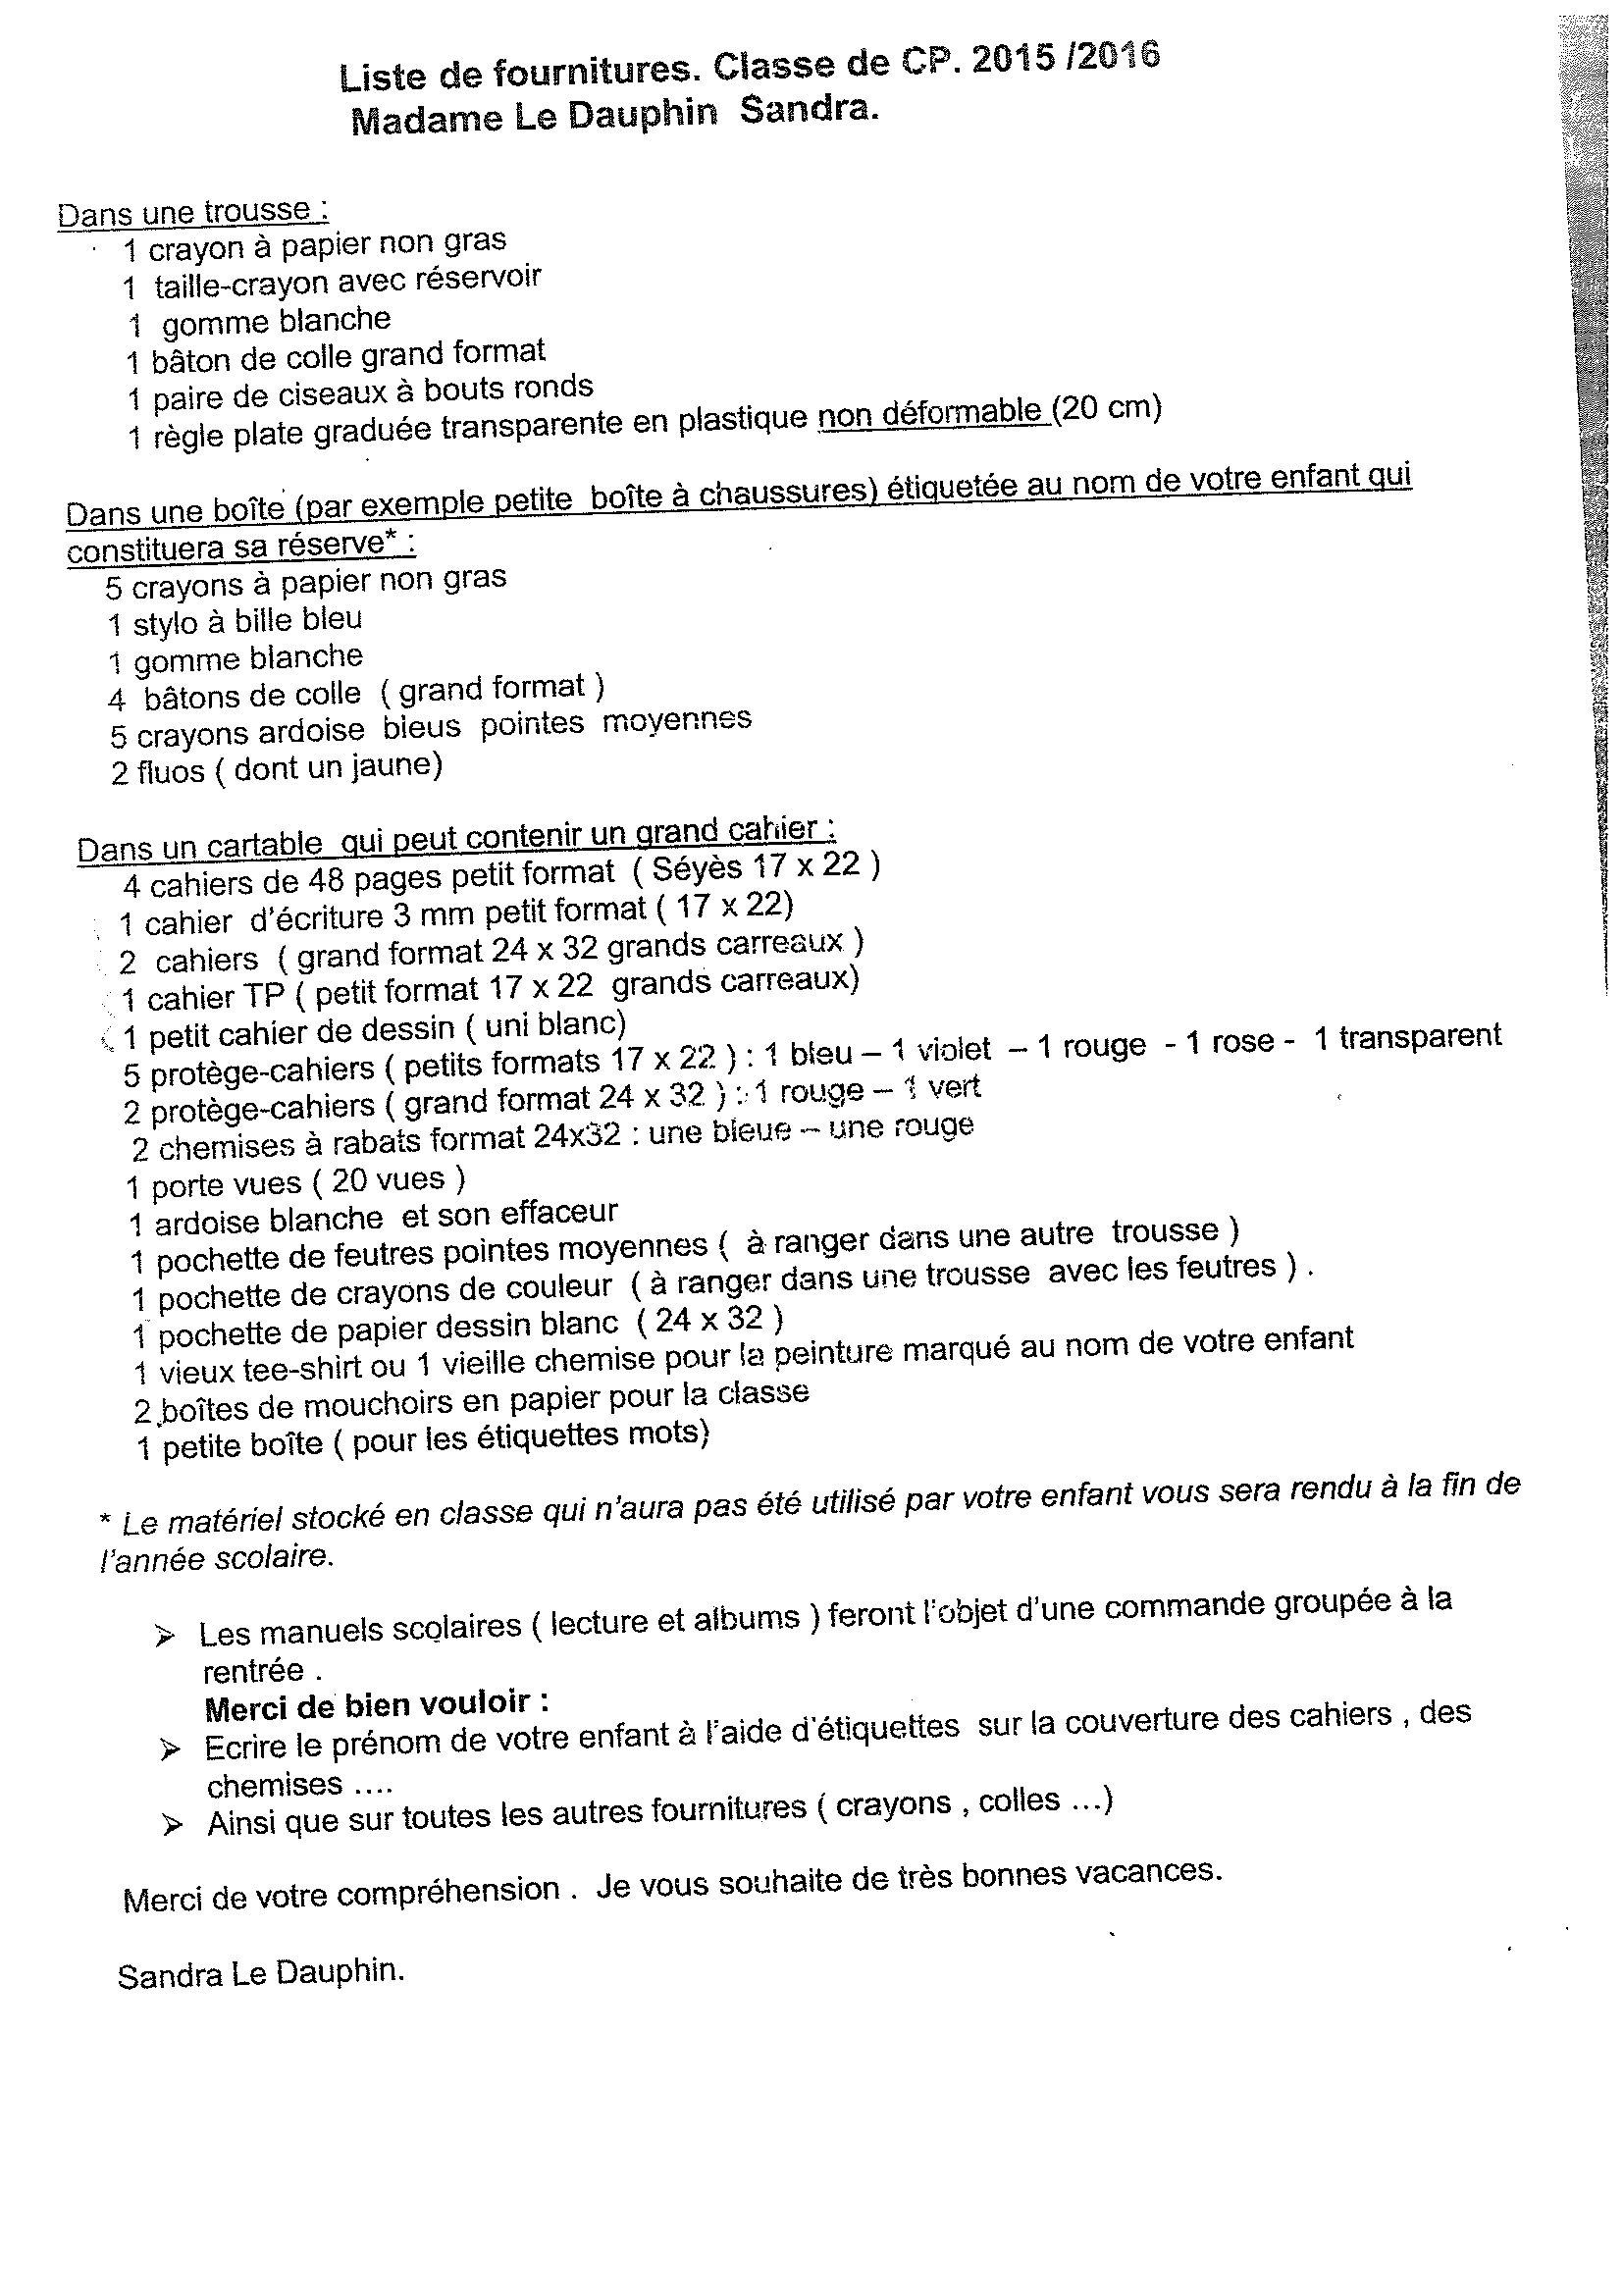 Liste de fournitures. Classe de CP. 2015 /2016
Madame Le Dauphin Sandra.
Dans une trousse :
1 crayon à papier non gras
1 taille-crayon avec réservoir
1 gomme blanche
1 bâton de colle grand format
1 paire de ciseaux à bouts ronds
1 règle plate graduée transparente en plastique non déformable (20 cm)
Dans une boîte (par exemple petite boîte à chaussures) étiquetée au nom de votre enfant qui
constituera sa réserve* :
5 crayons à papier non gras
1 stylo à bille bleu
1 gomme blanche
4 bâtons de colle ( grand format )
5 crayons ardoise bleus pointes moyennes
2 fluos ( dont un jaune)
Dans un cartable qui peut contenir un grand cahier :
4 cahiers de 48 pages petit format ( Séyès 17 x 22 )
1 cahier d'écriture 3 mm petit format ( 17 x 22)
2 cahiers ( grand format 24 x 32 grands carreaux )
1 cahier TP ( petit format 17 x 22 grands carreaux)
1 petit cahier de dessin ( uni blanc)
5 protège-cahiers ( petits formats 17 x 22 ) : 1 bleu – 1 violet – 1 rouge - 1 rose - 1 transparent
2 protège-cahiers ( grand format 24 x 32 ) : 1 rouge – 1 vert
2 chemises à rabats format 24x32 : une bleue – une rouge
1 porte vues ( 20 vues )
1 ardoise blanche et son effaceur
1 pochette de feutres pointes moyennes ( à ranger dans une autre trousse )
1 pochette de crayons de couleur ( à ranger dans une trousse avec les feutres ) .
1 pochette de papier dessin blanc ( 24 x 32 )
1 vieux tee-shirt ou 1 vieille chemise pour la peinture marqué au nom de votre enfant
2 boîtes de mouchoirs en papier pour la classe
1 petite boîte ( pour les étiquettes mots)
* Le matériel stocké en classe qui n'aura pas été utilisé par votre enfant vous sera rendu à la fin de
l'année scolaire.
➢ Les manuels scolaires ( lecture et albums ) feront l'objet d'une commande groupée à la
rentrée .
Merci de bien vouloir :
➢ Ecrire le prénom de votre enfant à l'aide d'étiquettes sur la couverture des cahiers , des
chemises ....
➢ Ainsi que sur toutes les autres fournitures ( crayons , colles ...)
Merci de votre compréhension . Je vous souhaite de très bonnes vacances.
Sandra Le Dauphin.